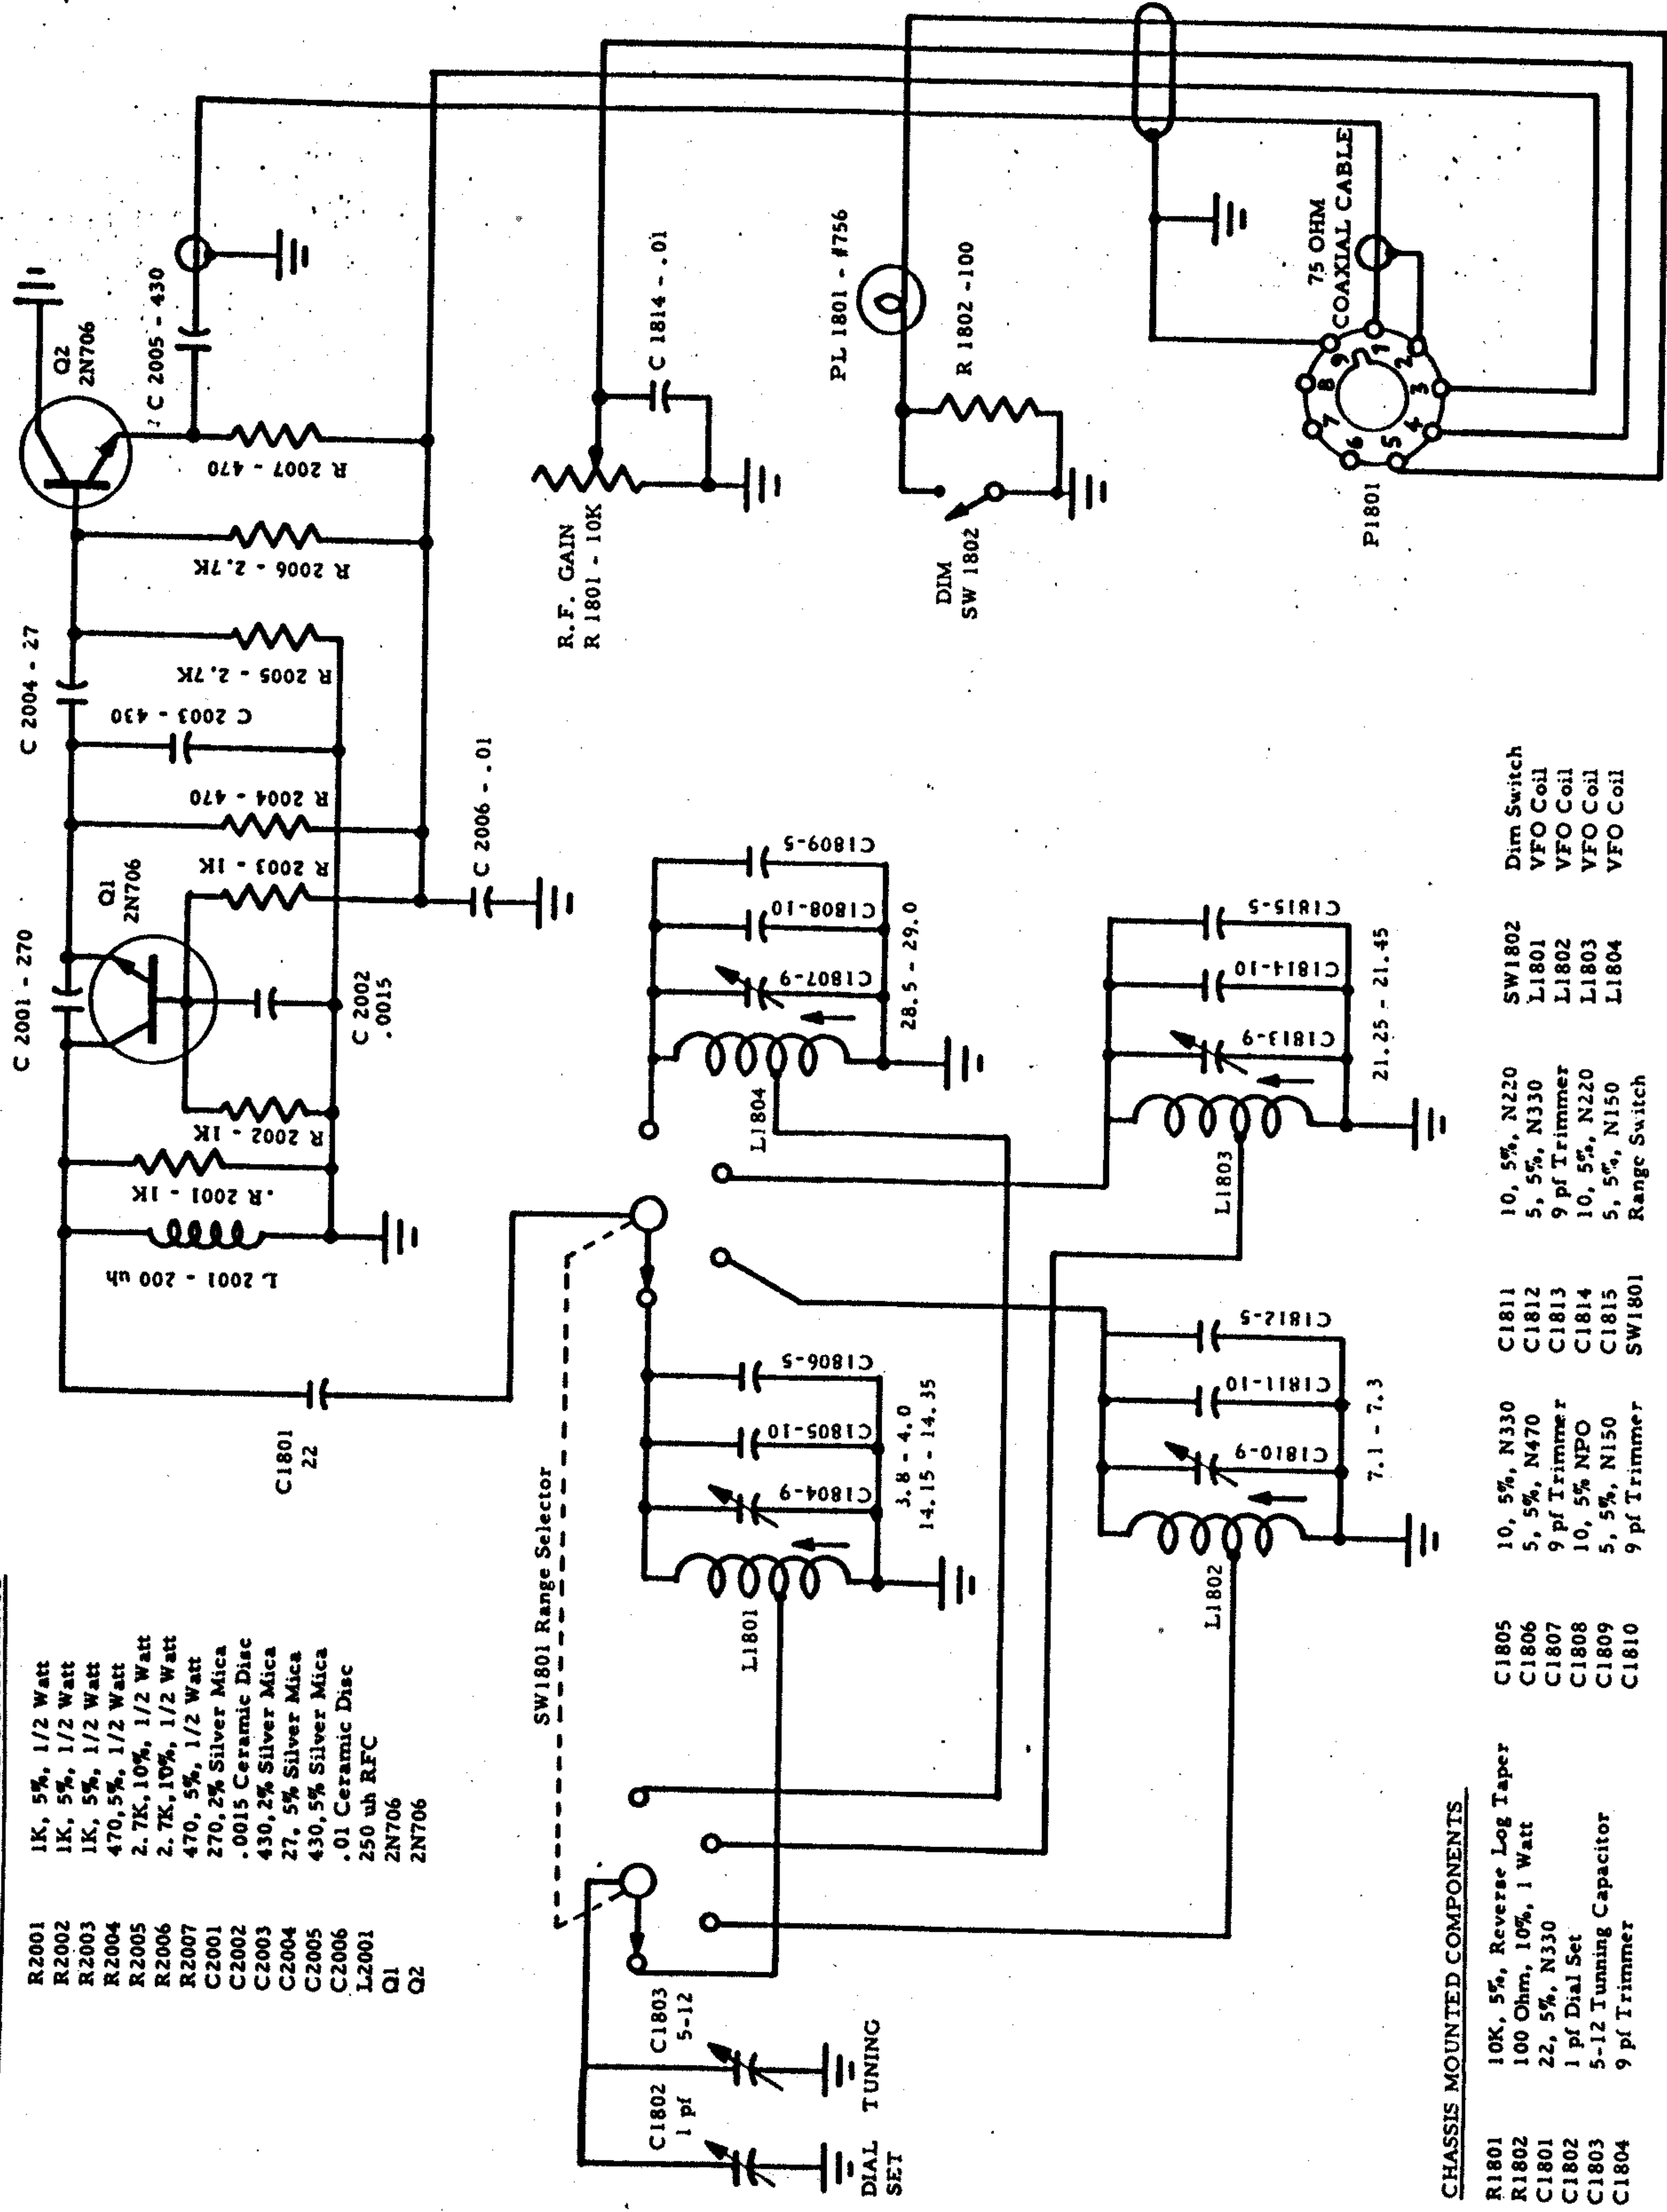 R2001 1K, 5%, 1/2 Watt
R2002 1K, 5%, 1/2 Watt
R2003 1K, 5%, 1/2 Watt
R2004 470, 5%, 1/2 Watt
R2005 2.7K, 10%, 1/2 Watt
R2006 2.7K, 10%, 1/2 Watt
R2007 470, 5%, 1/2 Watt
C2001 270, 2% Silver Mica
C2002 .0015 Ceramic Disc
C2003 430, 2% Silver Mica
C2004 27, 5% Silver Mica
C2005 430, 5% Silver Mica
C2006 .01 Ceramic Disc
L2001 250 uh RFC
Q1 2N706
Q2 2N706
C 2001 - 270
Q1
2N706
C 2004 - 27
Q2
2N706
C 2005 - 430
L 2001 - 200 uh
R 2001 - 1K
R 2002 - 1K
C 2002
.0015
R 2003 - 1K
R 2004 - 470
C 2003 - 430
R 2005 - 2.7K
R 2006 - 2.7K
R 2007 - 470
C 2006 - .01
C1801
22
R.F. GAIN
R 1801 - 10K
C 1814 - .01
PL 1801 - #756
R 1802 -100
DIM
SW 1802
75 OHM
COAXIAL CABLE
P1801
1
2
3
4
5
6
7
8
9
SW1801 Range Selector
C1802
1 pf
C1803
5-12
DIAL
SET
TUNING
L1801
C1804-9
C1805-10
C1806-5
3.8 - 4.0
14.15 - 14.35
L1804
C1807-9
C1808-10
C1809-5
28.5 - 29.0
L1802
C1810-9
C1811-10
C1812-5
7.1 - 7.3
L1803
C1813-9
C1814-10
C1815-5
21.25 - 21.45
CHASSIS MOUNTED COMPONENTS
R1801 10K, 5%, Reverse Log Taper
R1802 100 Ohm, 10%, 1 Watt
C1801 22, 5%, N330
C1802 1 pf Dial Set
C1803 5-12 Tunning Capacitor
C1804 9 pf Trimmer
C1805 10, 5%, N330
C1806 5, 5%, N470
C1807 9 pf Trimmer
C1808 10, 5% NPO
C1809 5, 5%, N150
C1810 9 pf Trimmer
C1811 10, 5%, N220
C1812 5, 5%, N330
C1813 9 pf Trimmer
C1814 10, 5%, N220
C1815 5, 5%, N150
SW1801 Range Switch
SW1802 Dim Switch
L1801 VFO Coil
L1802 VFO Coil
L1803 VFO Coil
L1804 VFO Coil